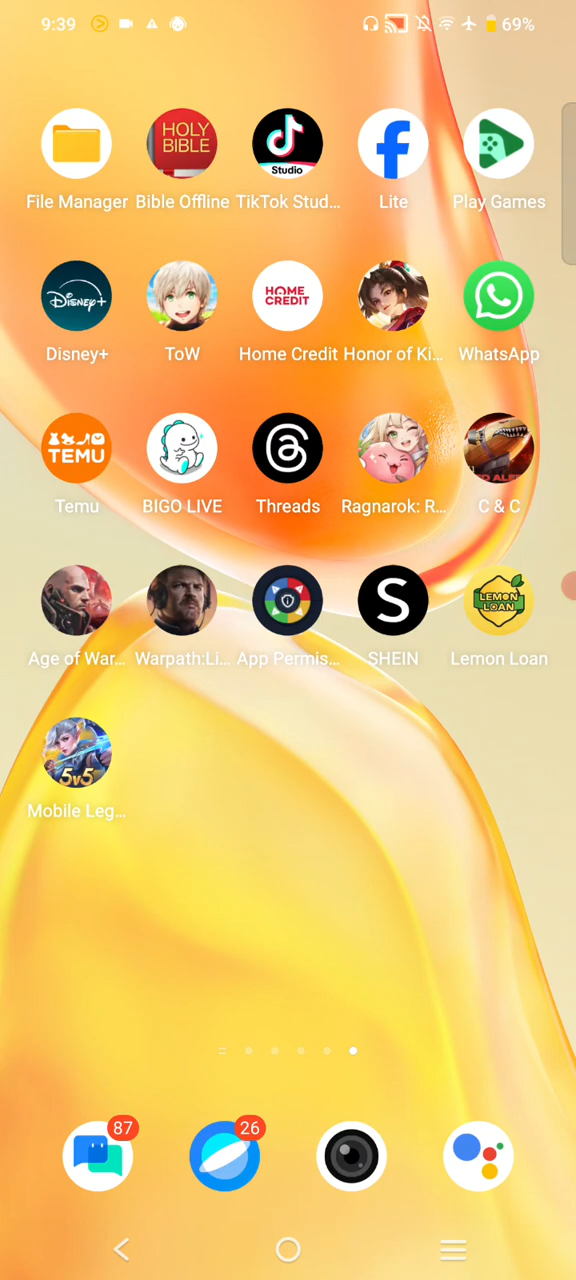 9:39 69%
HOLY BIBLE
Studio
File Manager Bible Offline TikTok Stud... Lite Play Games
Disney+
HOME CREDIT
Disney+ ToW Home Credit Honor of Ki... WhatsApp
TEMU
Temu BIGO LIVE Threads Ragnarok: R... C & C
S
LEMON LOAN
Age of War... Warpath:Li... App Permis... SHEIN Lemon Loan
5v5
Mobile Leg...
87 26